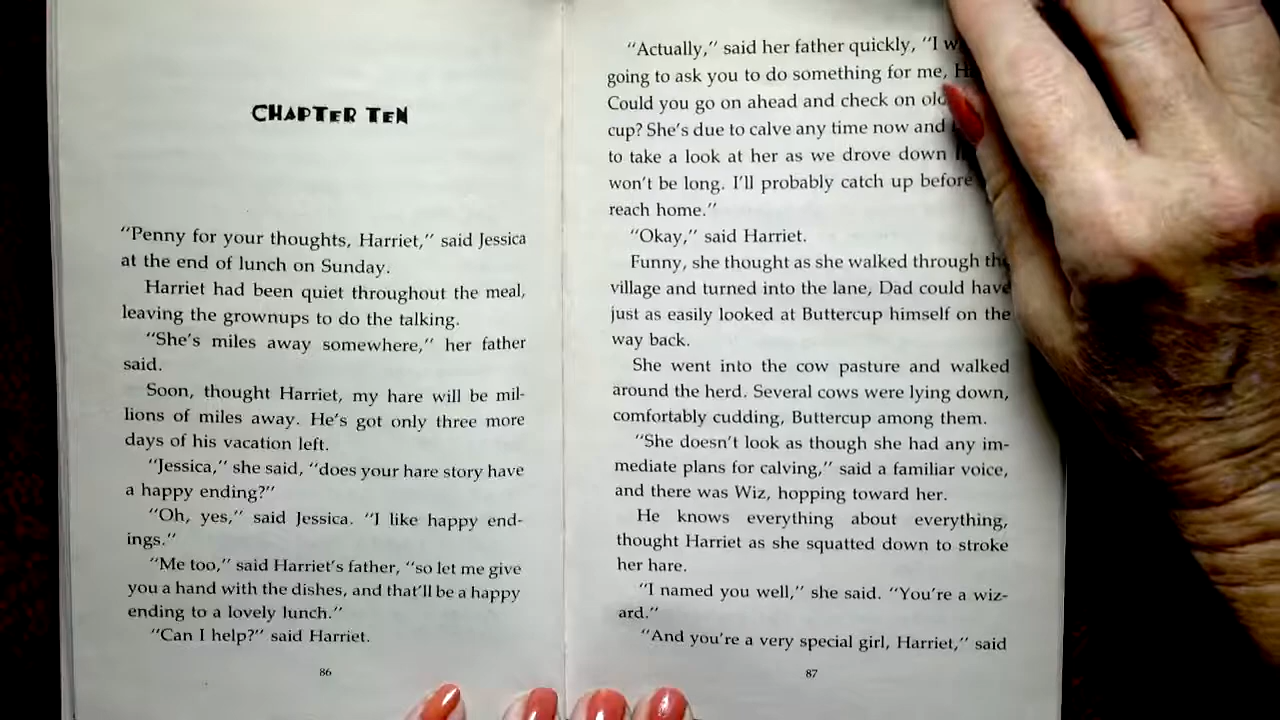 CHAPTER TEN
"Penny for your thoughts, Harriet," said Jessica
at the end of lunch on Sunday.
Harriet had been quiet throughout the meal,
leaving the grownups to do the talking.
"She's miles away somewhere," her father
said.
Soon, thought Harriet, my hare will be mil-
lions of miles away. He's got only three more
days of his vacation left.
"Jessica," she said, "does your hare story have
a happy ending?"
"Oh, yes," said Jessica. "I like happy end-
ings."
"Me too," said Harriet's father, "so let me give
you a hand with the dishes, and that'll be a happy
ending to a lovely lunch."
"Can I help?" said Harriet.
86
"Actually," said her father quickly, "I
going to ask you to do something for me,
Could you go on ahead and check on
cup? She's due to calve any time now and
to take a look at her as we drove down
won't be long. I'll probably catch up before
reach home."
"Okay," said Harriet.
Funny, she thought as she walked through the
village and turned into the lane, Dad could have
just as easily looked at Buttercup himself on the
way back.
She went into the cow pasture and walked
around the herd. Several cows were lying down,
comfortably cudding, Buttercup among them.
"She doesn't look as though she had any im-
mediate plans for calving," said a familiar voice,
and there was Wiz, hopping toward her.
He knows everything about everything,
thought Harriet as she squatted down to stroke
her hare.
"I named you well," she said. "You're a wiz-
ard."
"And you're a very special girl, Harriet," said
87